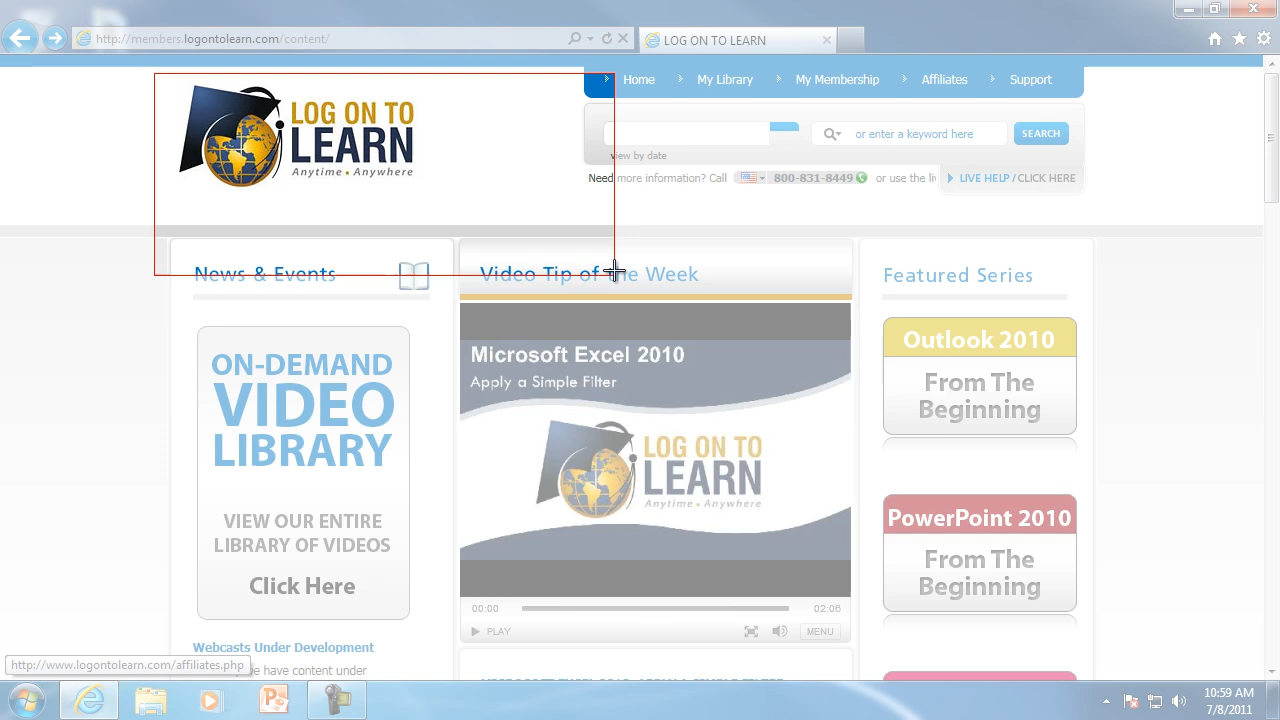 http://members.logontolearn.com/content/
LOG ON TO LEARN
Home
My Library
My Membership
Affiliates
Support
LOG ON TO
LEARN
Anytime • Anywhere
or enter a keyword here
SEARCH
view by date
Need more information? Call
800-831-8449
or use the
LIVE HELP / CLICK HERE
News & Events
Video Tip of the Week
Featured Series
ON-DEMAND
VIDEO
LIBRARY
VIEW OUR ENTIRE
LIBRARY OF VIDEOS
Click Here
Microsoft Excel 2010
Apply a Simple Filter
LOG ON TO
LEARN
Anytime • Anywhere
00:00
02:06
PLAY
MENU
Outlook 2010
From The
Beginning
PowerPoint 2010
From The
Beginning
Webcasts Under Development
we have content under
http://www.logontolearn.com/affiliates.php
10:59 AM
7/8/2011